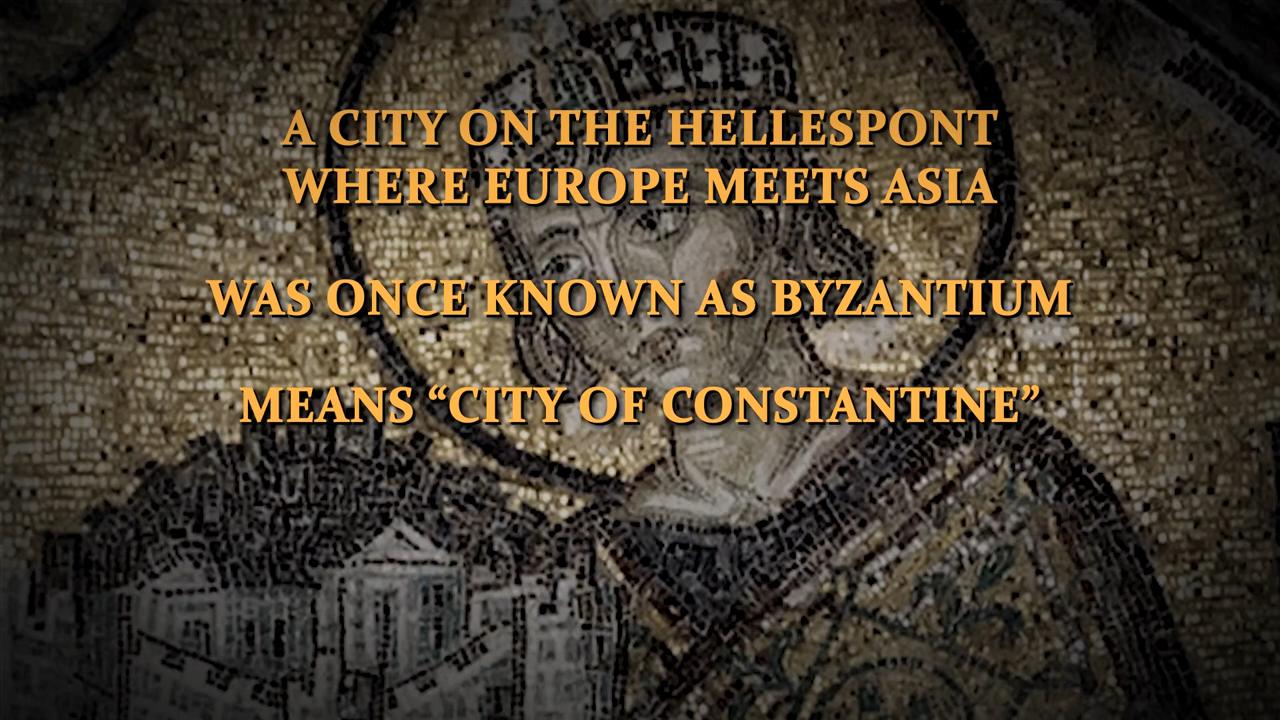 A CITY ON THE HELLESPONT
WHERE EUROPE MEETS ASIA
WAS ONCE KNOWN AS BYZANTIUM
MEANS “CITY OF CONSTANTINE”